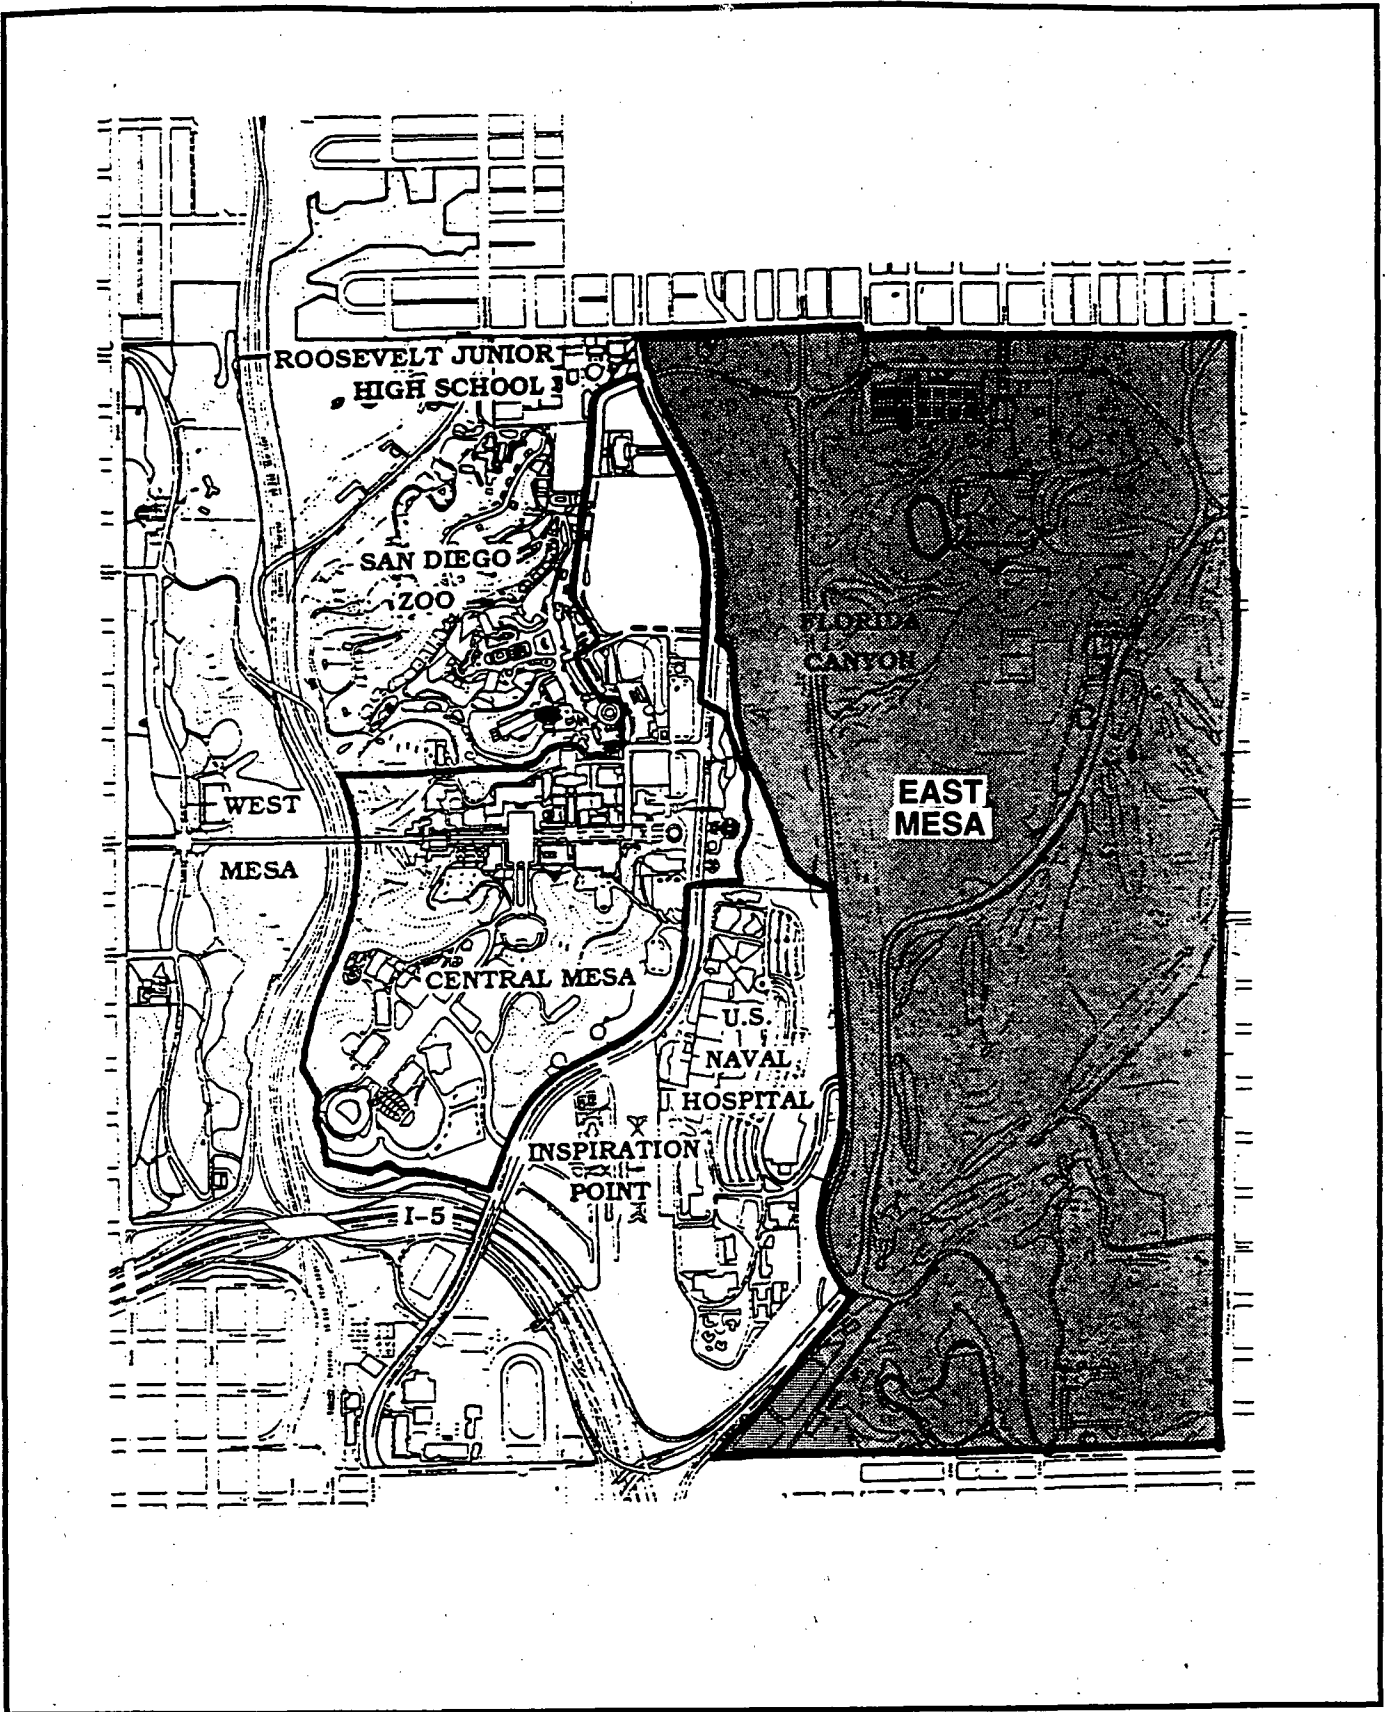 ROOSEVELT JUNIOR
HIGH SCHOOL
SAN DIEGO
ZOO
FLORIDA
CANYON
EAST
MESA
WEST
MESA
CENTRAL MESA
U.S.
NAVAL
HOSPITAL
INSPIRATION
POINT
I-5